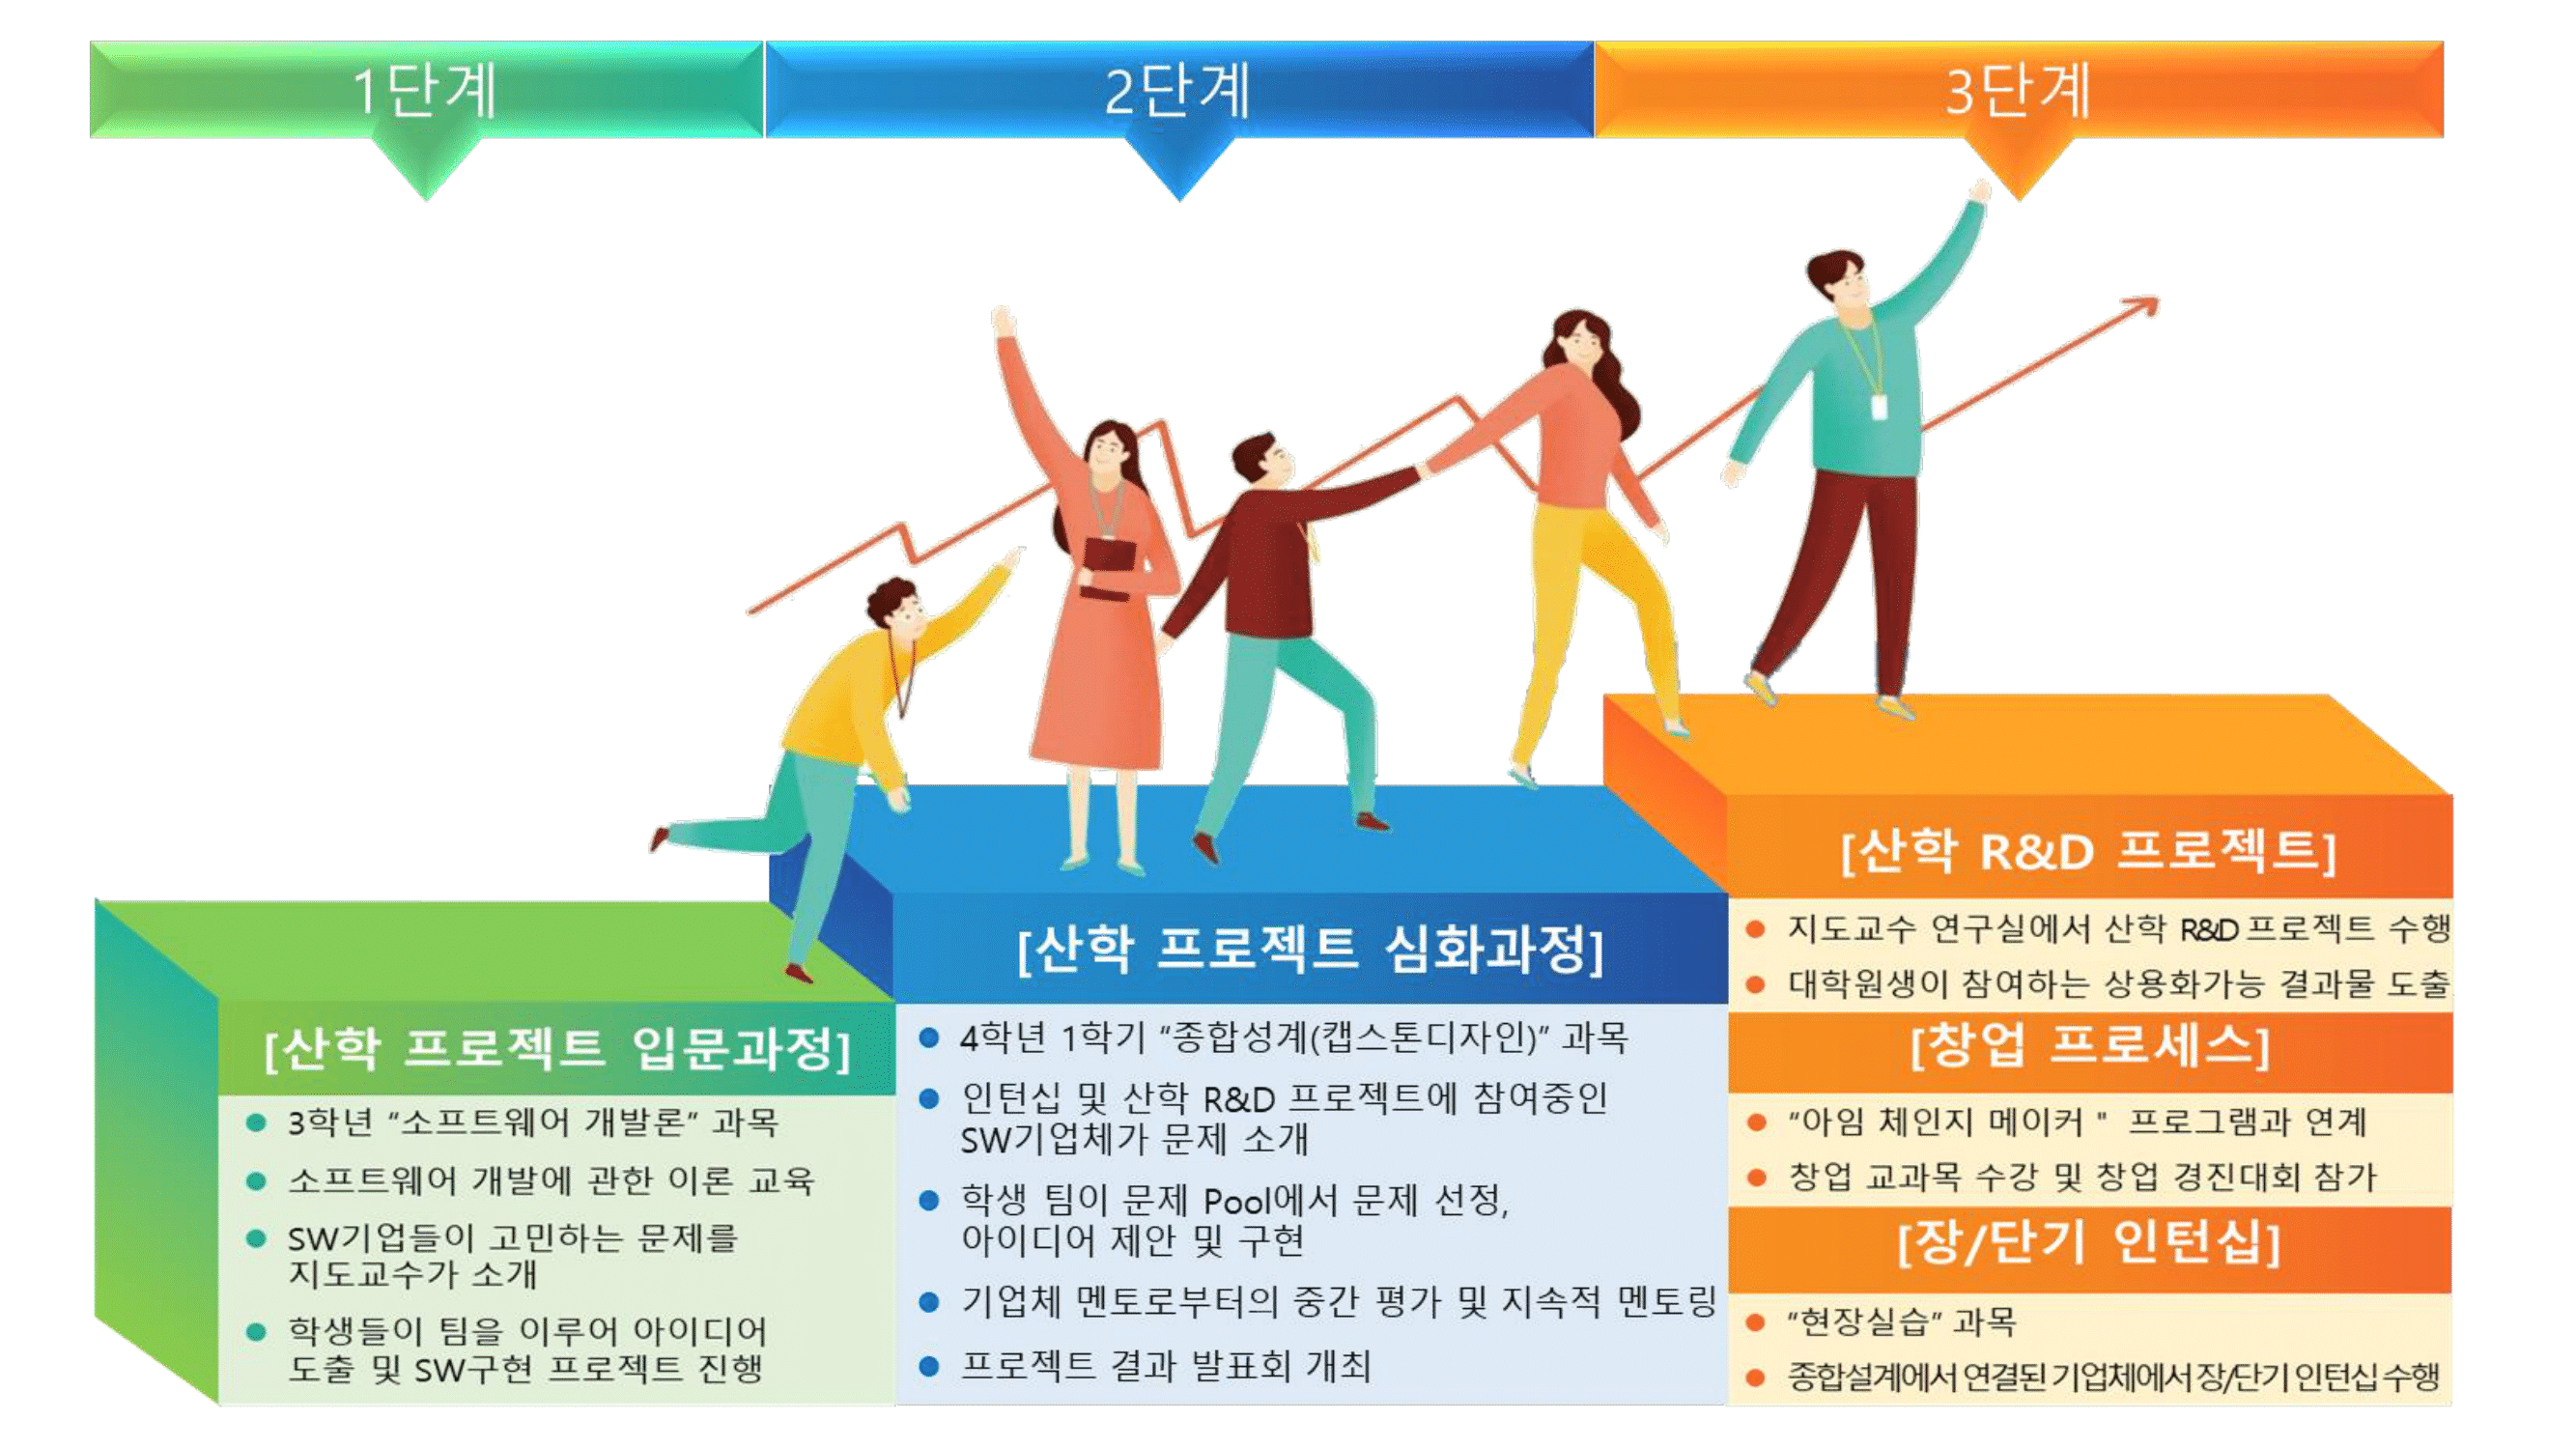 1단계
2단계
3단계
[산학 프로젝트 입문과정]
● 3학년 “소프트웨어 개발론” 과목
● 소프트웨어 개발에 관한 이론 교육
● SW기업들이 고민하는 문제를
지도교수가 소개
● 학생들이 팀을 이루어 아이디어
도출 및 SW구현 프로젝트 진행
[산학 프로젝트 심화과정]
● 4학년 1학기 “종합성계(캡스톤디자인)” 과목
● 인턴십 및 산학 R&D 프로젝트에 참여중인
SW기업체가 문제 소개
● 학생 팀이 문제 Pool에서 문제 선정,
아이디어 제안 및 구현
● 기업체 멘토로부터의 중간 평가 및 지속적 멘토링
● 프로젝트 결과 발표회 개최
[산학 R&D 프로젝트]
● 지도교수 연구실에서 산학 R&D 프로젝트 수행
● 대학원생이 참여하는 상용화가능 결과물 도출
[창업 프로세스]
● “아임 체인지 메이커 " 프로그램과 연계
● 창업 교과목 수강 및 창업 경진대회 참가
[장/단기 인턴십]
● “현장실습” 과목
● 종합설계에서 연결된 기업체에서 장/단기 인턴십 수행